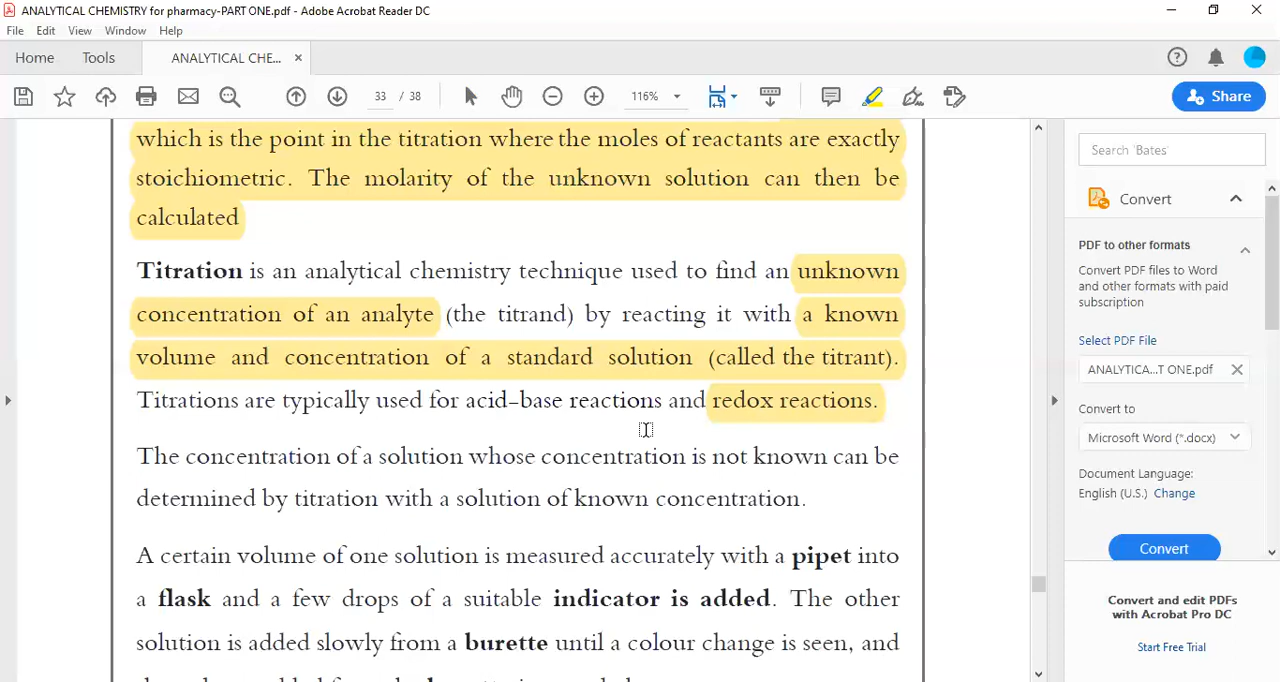 ANALYTICAL CHEMISTRY for pharmacy-PART ONE.pdf - Adobe Acrobat Reader DC
File Edit View Window Help
Home Tools ANALYTICAL CHE... ×
33 / 38 116% Share
which is the point in the titration where the moles of reactants are exactly
stoichiometric. The molarity of the unknown solution can then be
calculated
Titration is an analytical chemistry technique used to find an unknown
concentration of an analyte (the titrand) by reacting it with a known
volume and concentration of a standard solution (called the titrant).
Titrations are typically used for acid–base reactions and redox reactions.
The concentration of a solution whose concentration is not known can be
determined by titration with a solution of known concentration.
A certain volume of one solution is measured accurately with a pipet into
a flask and a few drops of a suitable indicator is added. The other
solution is added slowly from a burette until a colour change is seen, and
Search 'Bates'
Convert
PDF to other formats
Convert PDF files to Word
and other formats with paid
subscription
Select PDF File
ANALYTICA...T ONE.pdf
Convert to
Microsoft Word (*.docx)
Document Language:
English (U.S.) Change
Convert
Convert and edit PDFs
with Acrobat Pro DC
Start Free Trial